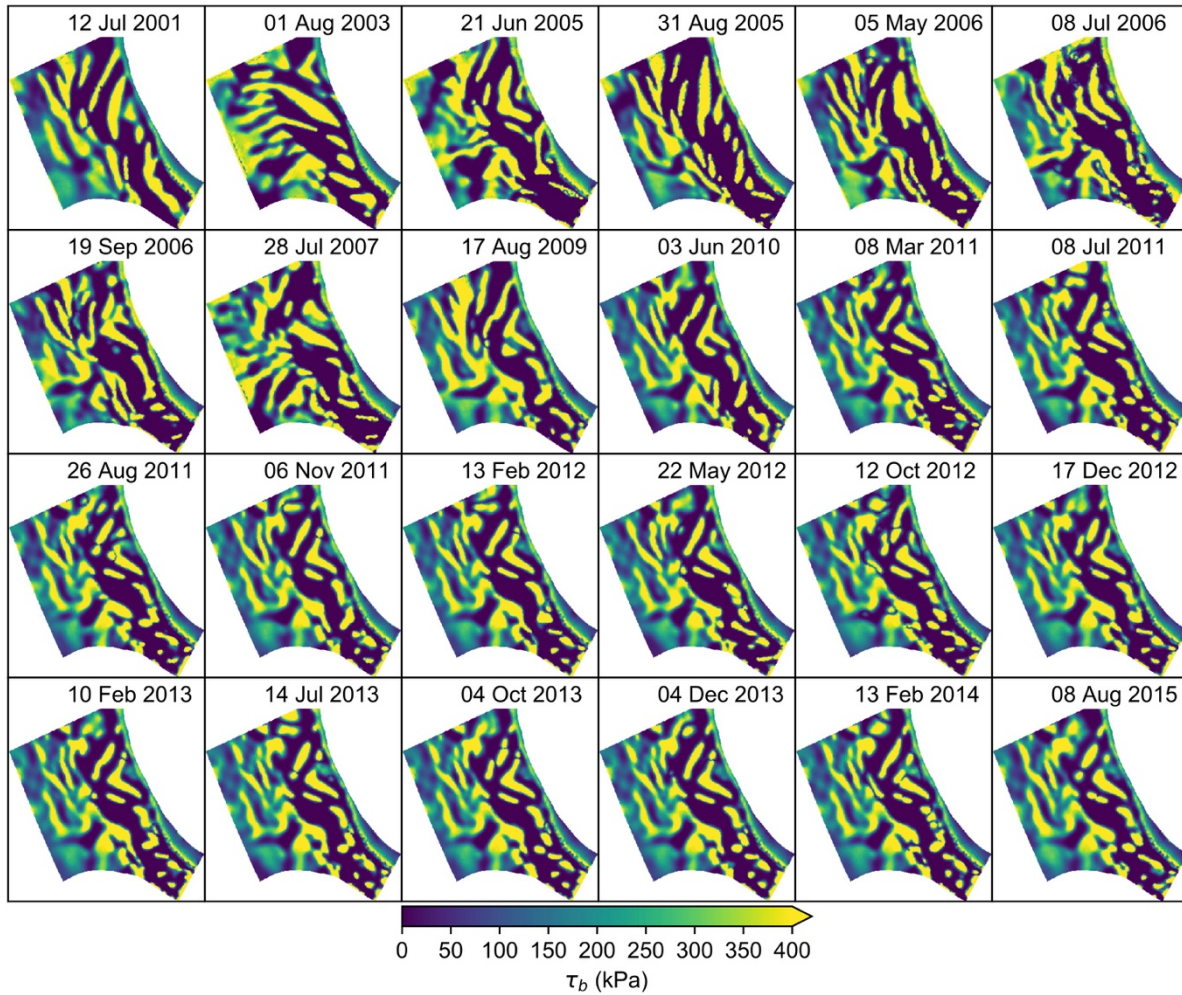 12 Jul 2001 01 Aug 2003 21 Jun 2005 31 Aug 2005 05 May 2006 08 Jul 2006
19 Sep 2006 28 Jul 2007 17 Aug 2009 03 Jun 2010 08 Mar 2011 08 Jul 2011
26 Aug 2011 06 Nov 2011 13 Feb 2012 22 May 2012 12 Oct 2012 17 Dec 2012
10 Feb 2013 14 Jul 2013 04 Oct 2013 04 Dec 2013 13 Feb 2014 08 Aug 2015
0 50 100 150 200 250 300 350 400
τ_b (kPa)